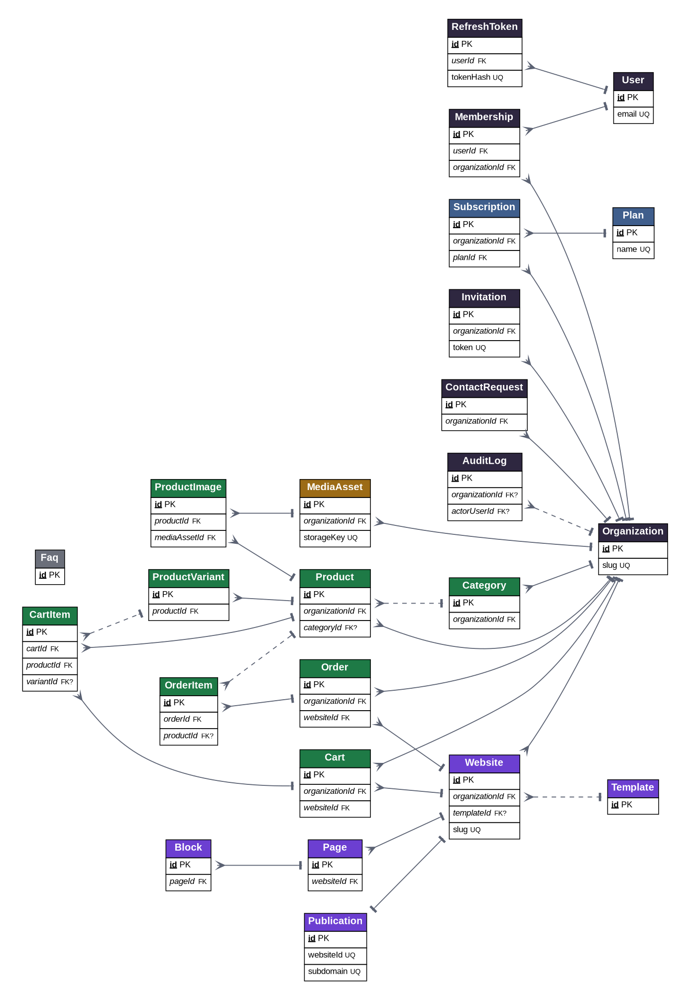 RefreshToken
id PK
userId FK
tokenHash UQ
User
id PK
email UQ
Membership
id PK
userId FK
organizationId FK
Subscription
id PK
organizationId FK
planId FK
Plan
id PK
name UQ
Invitation
id PK
organizationId FK
token UQ
ContactRequest
id PK
organizationId FK
AuditLog
id PK
organizationId FK?
actorUserId FK?
ProductImage
id PK
productId FK
mediaAssetId FK
MediaAsset
id PK
organizationId FK
storageKey UQ
Organization
id PK
slug UQ
Faq
id PK
ProductVariant
id PK
productId FK
Product
id PK
organizationId FK
categoryId FK?
Category
id PK
organizationId FK
CartItem
id PK
cartId FK
productId FK
variantId FK?
OrderItem
id PK
orderId FK
productId FK?
Order
id PK
organizationId FK
websiteId FK
Cart
id PK
organizationId FK
websiteId FK
Website
id PK
organizationId FK
templateId FK?
slug UQ
Template
id PK
Block
id PK
pageId FK
Page
id PK
websiteId FK
Publication
id PK
websiteId UQ
subdomain UQ